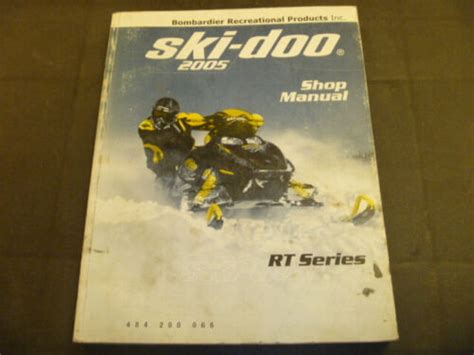 Bombardier Recreational Products Inc.
ski-doo®
2005
Shop
Manual
RT Series
484 200 066